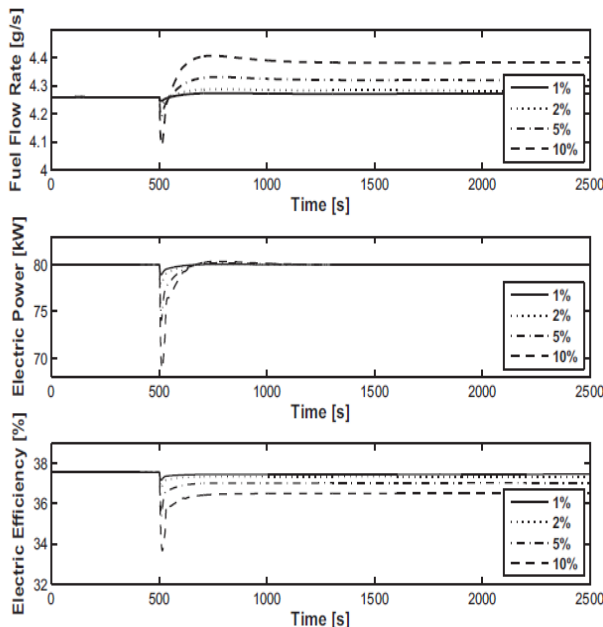 Fuel Flow Rate [g/s]
4.4
4.3
4.2
4.1
4
1%
2%
5%
10%
0 500 1000 1500 2000 2500
Time [s]
Electric Power [kW]
80
75
70
1%
2%
5%
10%
0 500 1000 1500 2000 2500
Time [s]
Electric Efficiency [%]
38
36
34
32
1%
2%
5%
10%
0 500 1000 1500 2000 2500
Time [s]